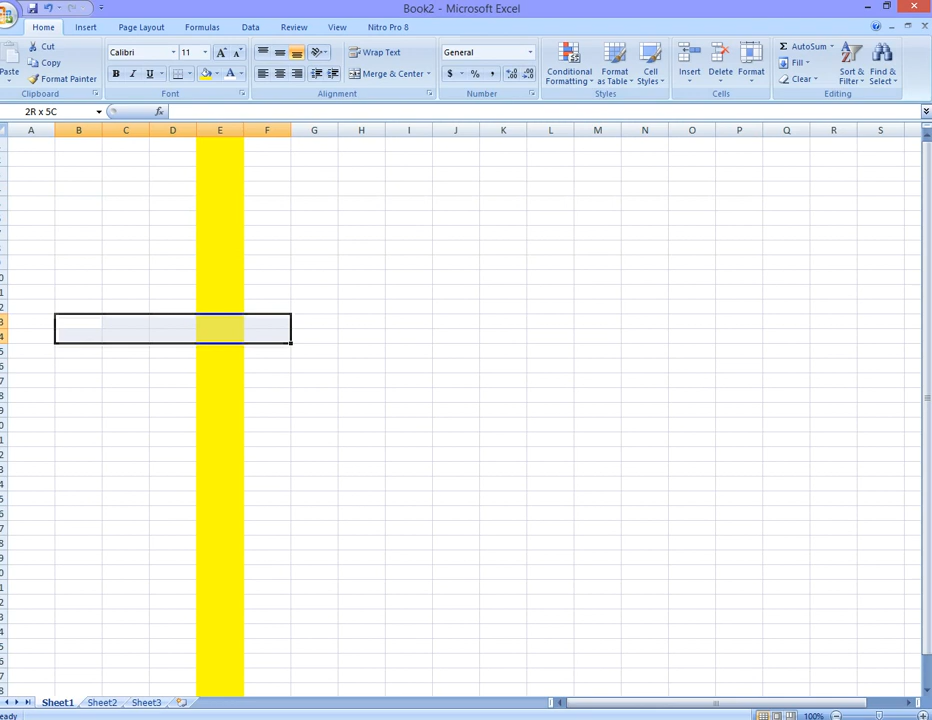 Book2 - Microsoft Excel
Home Insert Page Layout Formulas Data Review View Nitro Pro 8
Paste
Cut
Copy
Format Painter
Clipboard
Calibri 11
B I U
Font
Wrap Text
Merge & Center
Alignment
General
$ % ,
Number
Conditional Formatting
Format as Table
Cell Styles
Styles
Insert Delete Format
Cells
AutoSum
Fill
Clear
Sort & Filter
Find & Select
Editing
2R x 5C fx
A B C D E F G H I J K L M N O P Q R S
Sheet1 Sheet2 Sheet3
100%